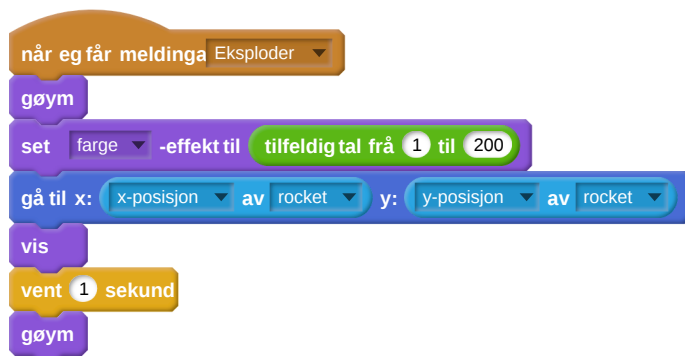 når eg får meldinga Eksploder
gøym
set farge -effekt til tilfeldig tal frå 1 til 200
gå til x: x-posisjon av rocket y: y-posisjon av rocket
vis
vent 1 sekund
gøym